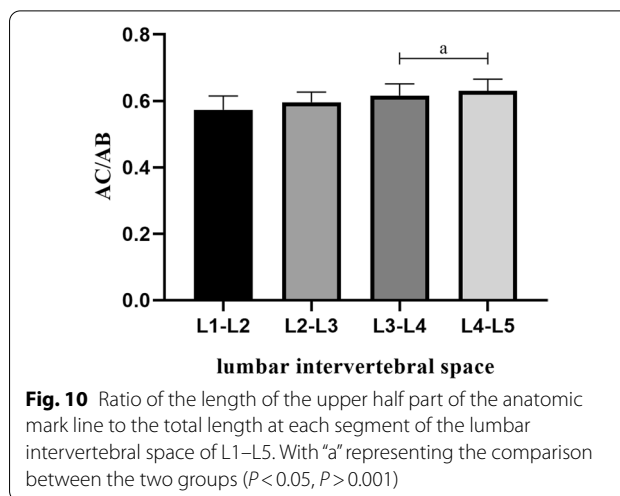 0.8
a
0.6
AC/AB
0.4
0.2
0.0
L1-L2 L2-L3 L3-L4 L4-L5
lumbar intervertebral space
Fig. 10 Ratio of the length of the upper half part of the anatomic
mark line to the total length at each segment of the lumbar
intervertebral space of L1–L5. With “a” representing the comparison
between the two groups (P < 0.05, P > 0.001)